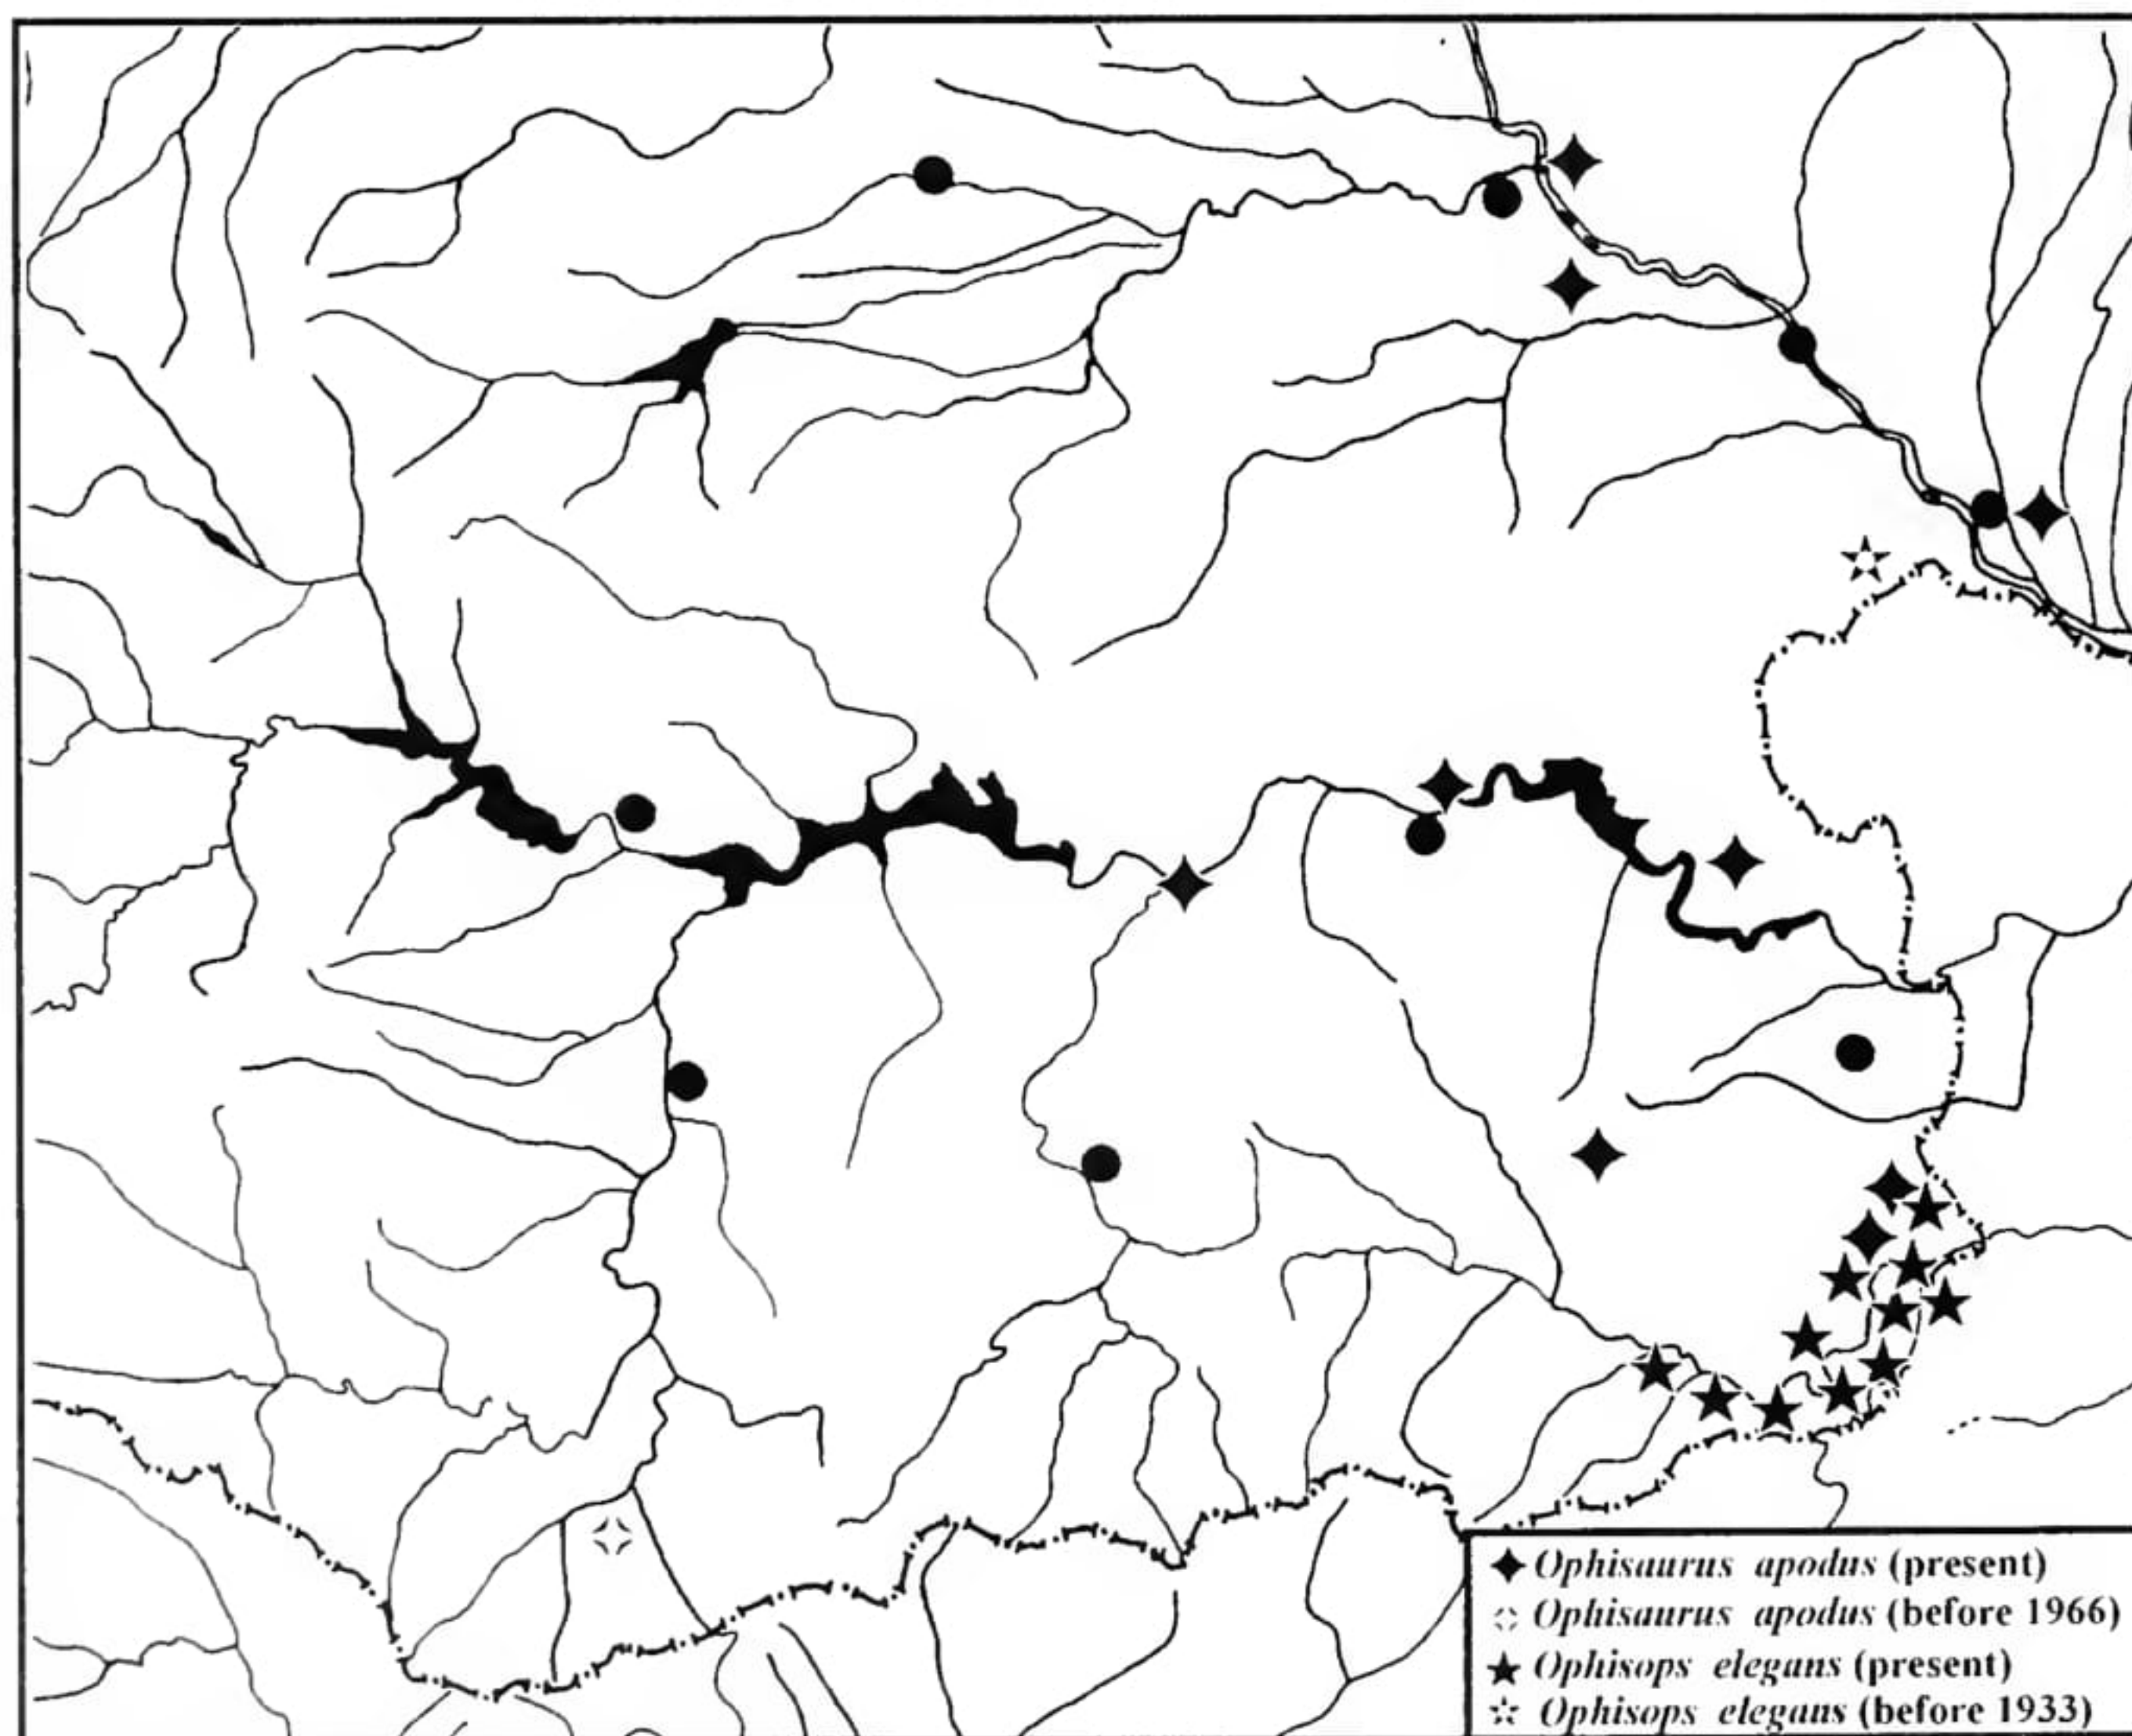 Ophisaurus apodus (present)
Ophisaurus apodus (before 1966)
Ophisops elegans (present)
Ophisops elegans (before 1933)